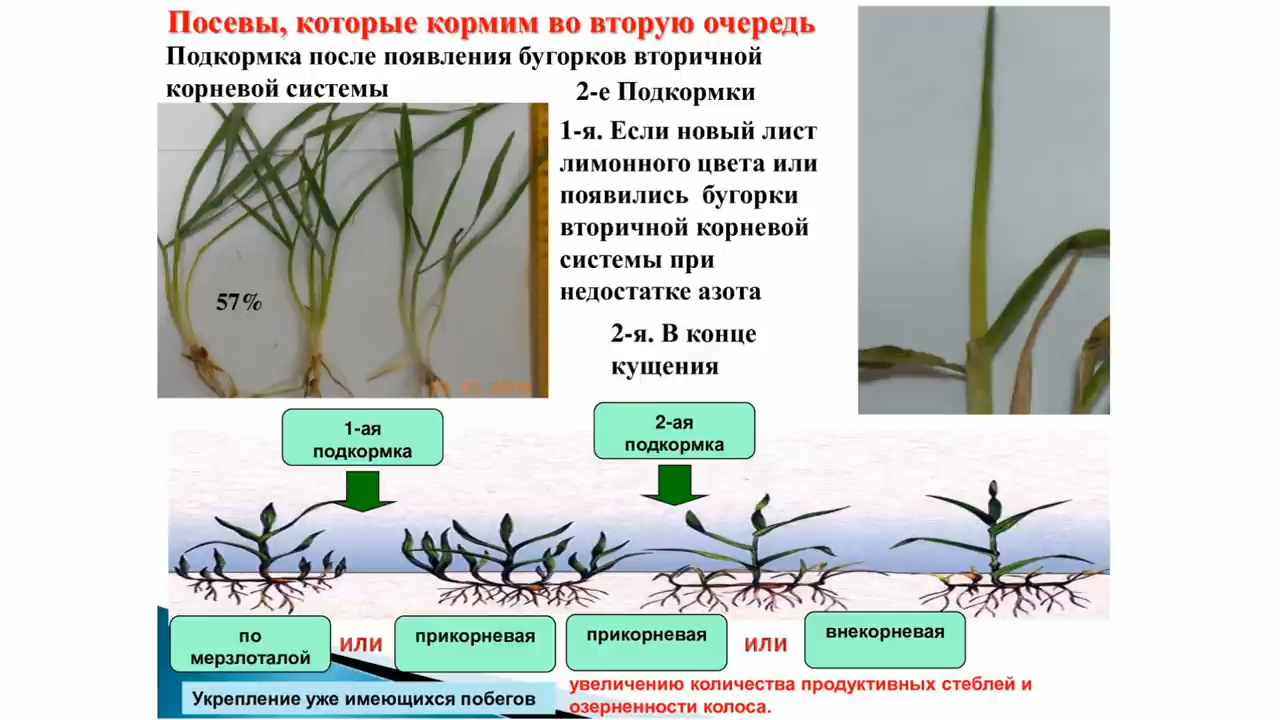 Посевы, которые кормим во вторую очередь
Подкормка после появления бугорков вторичной
корневой системы
2-е Подкормки
1-я. Если новый лист
лимонного цвета или
появились бугорки
вторичной корневой
системы при
недостатке азота
2-я. В конце
кущения
57%
1-ая
подкормка
2-ая
подкормка
по
мерзлоталой
или
прикорневая
прикорневая
или
внекорневая
Укрепление уже имеющихся побегов
увеличению количества продуктивных стеблей и
озерненности колоса.